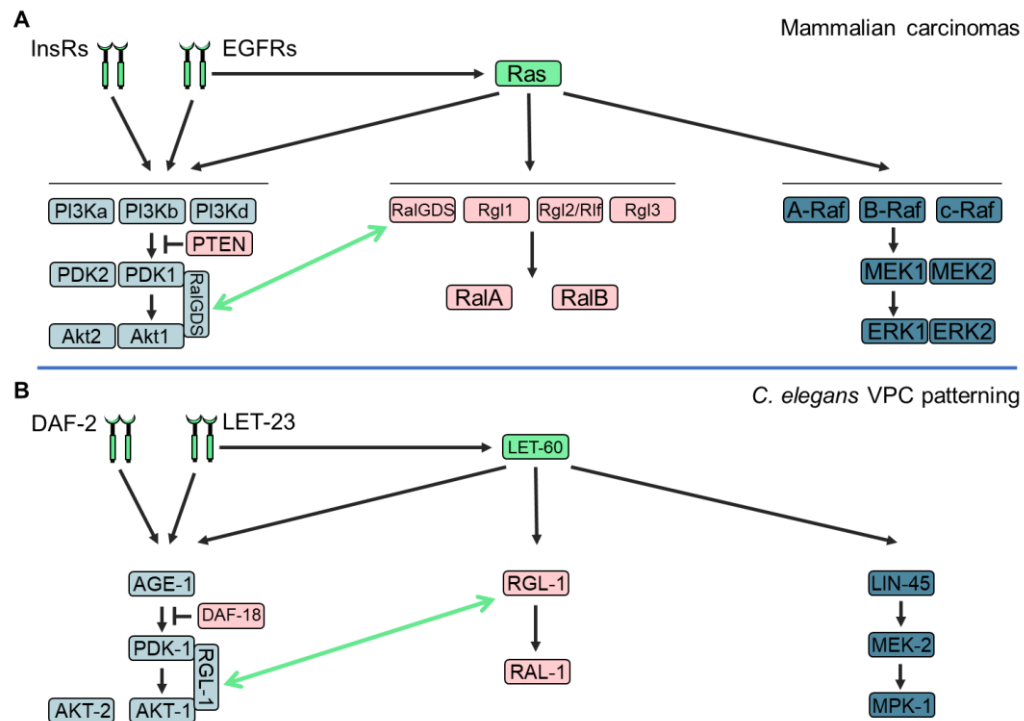 A
Mammalian carcinomas
InsRs
EGFRs
Ras
PI3Ka PI3Kb PI3Kd
RalGDS Rgl1 Rgl2/Rlf Rgl3
A-Raf B-Raf c-Raf
PTEN
PDK2 PDK1
RalGDS
RalA RalB
MEK1 MEK2
Akt2 Akt1
ERK1 ERK2
B
C. elegans VPC patterning
DAF-2
LET-23
LET-60
AGE-1
RGL-1
LIN-45
DAF-18
PDK-1
RGL-1
RAL-1
MEK-2
AKT-2 AKT-1
MPK-1